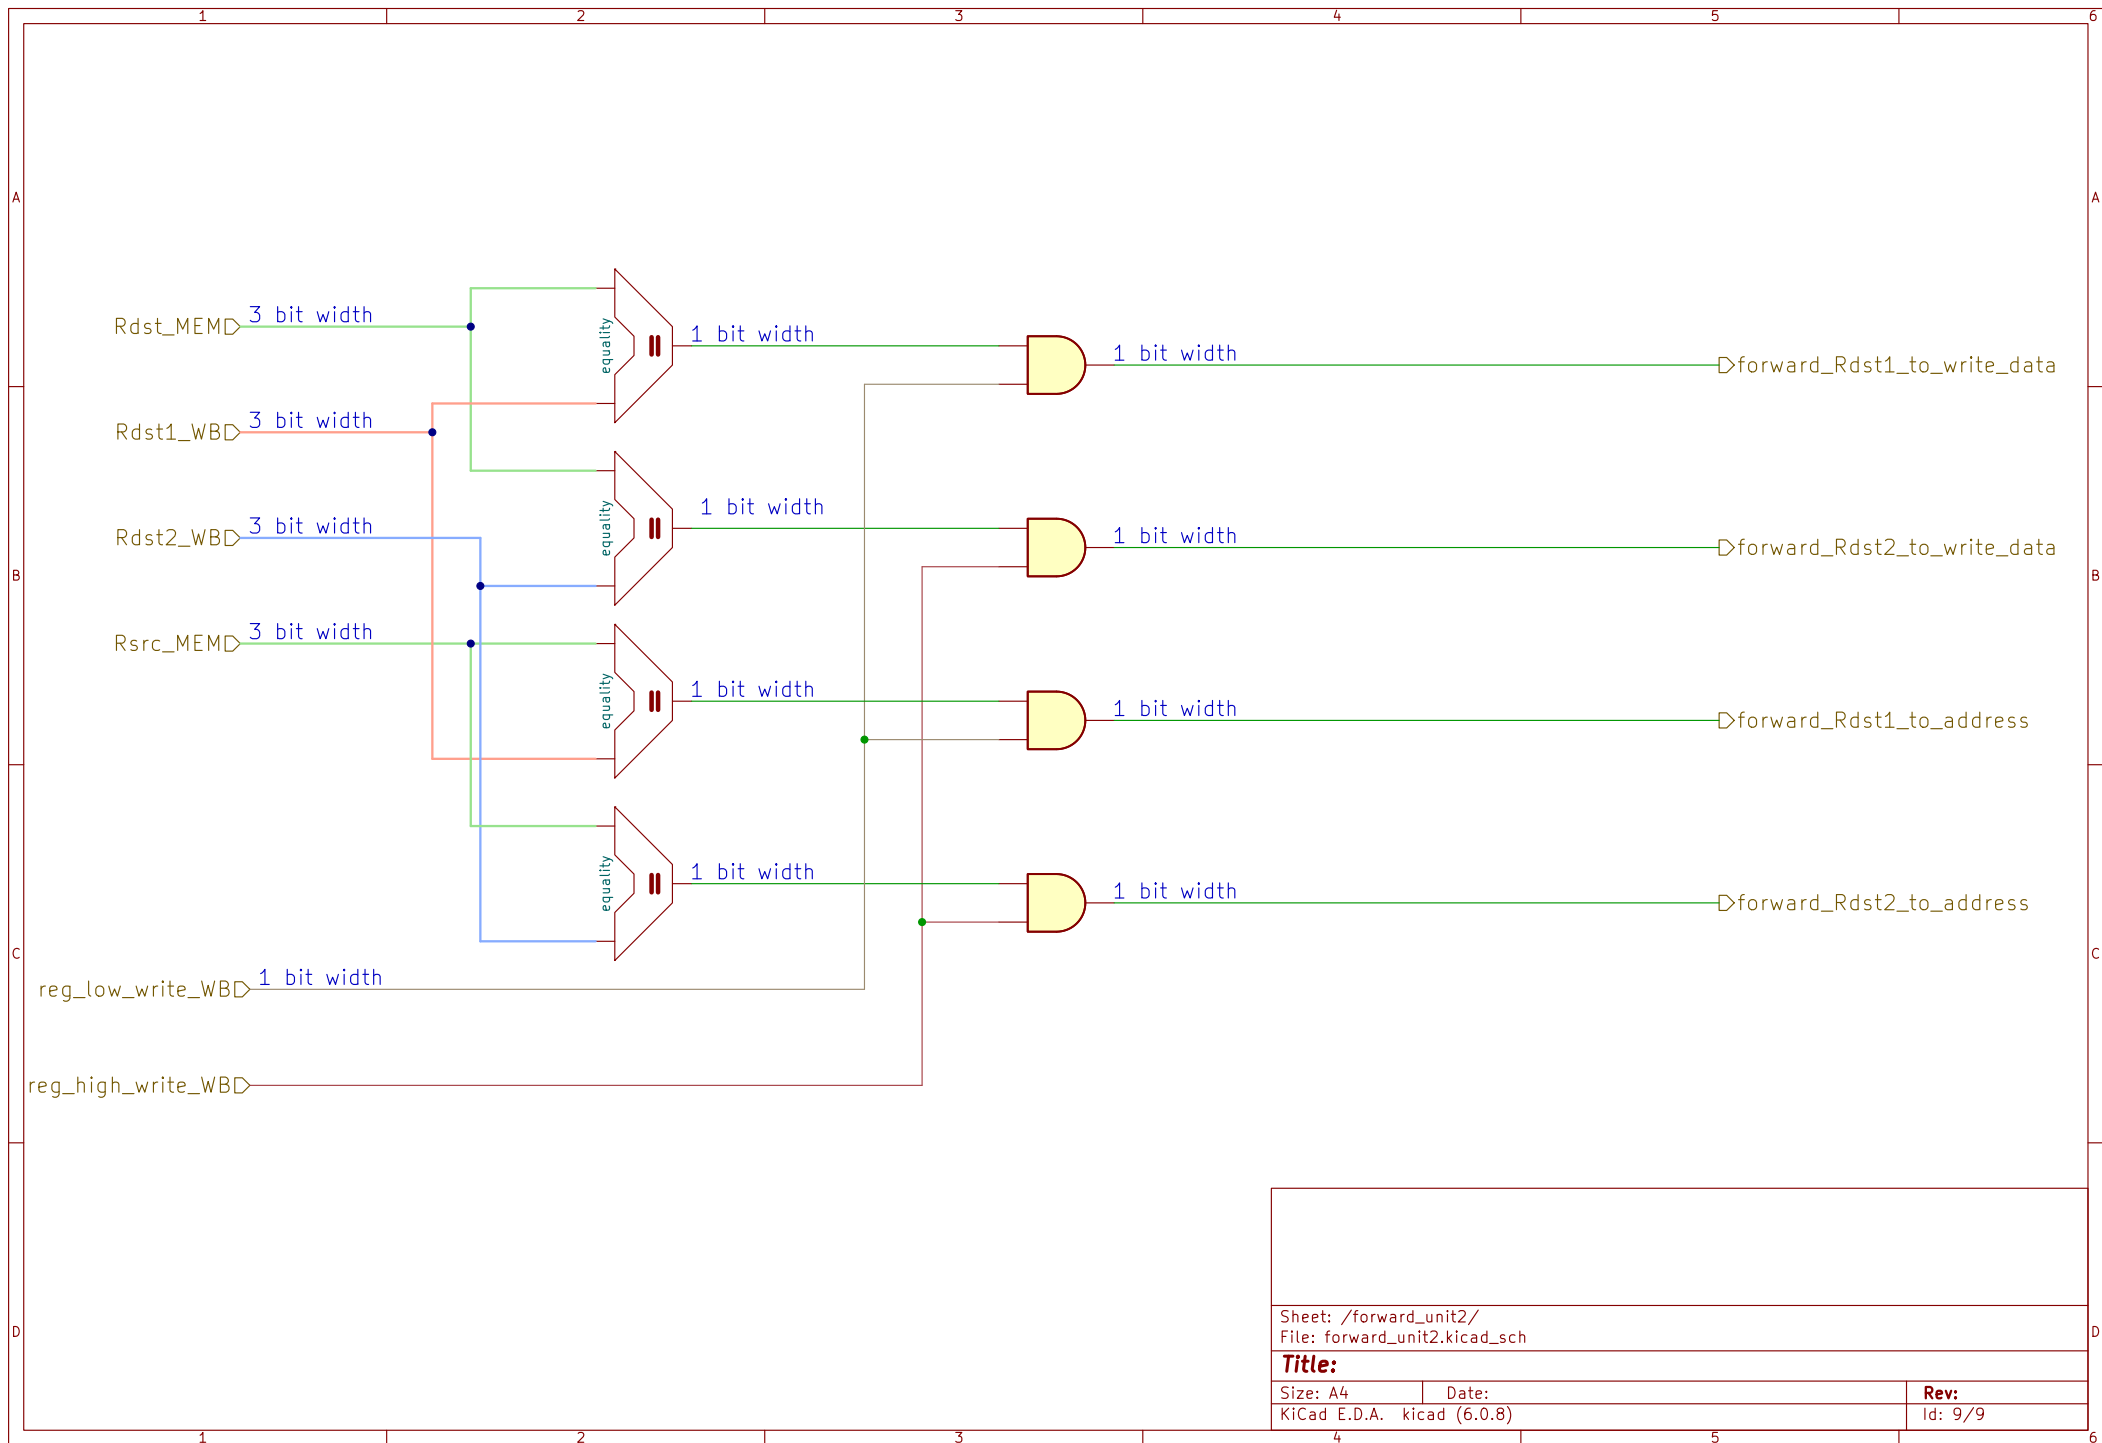 1 2 3 4 5 6
A A
3 bit width
Rdst_MEM
equality
1 bit width
1 bit width
forward_Rdst1_to_write_data
3 bit width
Rdst1_WB
equality
1 bit width
3 bit width
Rdst2_WB
1 bit width
forward_Rdst2_to_write_data
B B
3 bit width
Rsrc_MEM
equality
1 bit width
1 bit width
forward_Rdst1_to_address
equality
1 bit width
1 bit width
forward_Rdst2_to_address
C C
1 bit width
reg_low_write_WB
reg_high_write_WB
Sheet: /forward_unit2/
File: forward_unit2.kicad_sch
D D
Title:
Size: A4 Date: Rev:
KiCad E.D.A. kicad (6.0.8) Id: 9/9
1 2 3 4 5 6